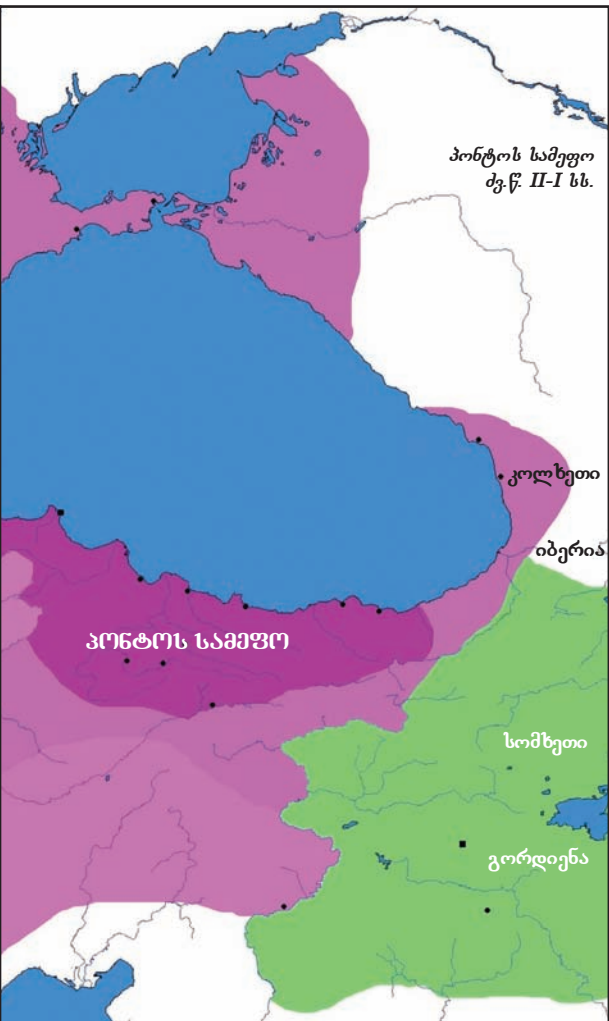 პონტოს სამეფო
ძვ.წ. II-I სს.
კოლხეთი
იბერია
პონტოს სამეფო
სომხეთი
გორდიენა